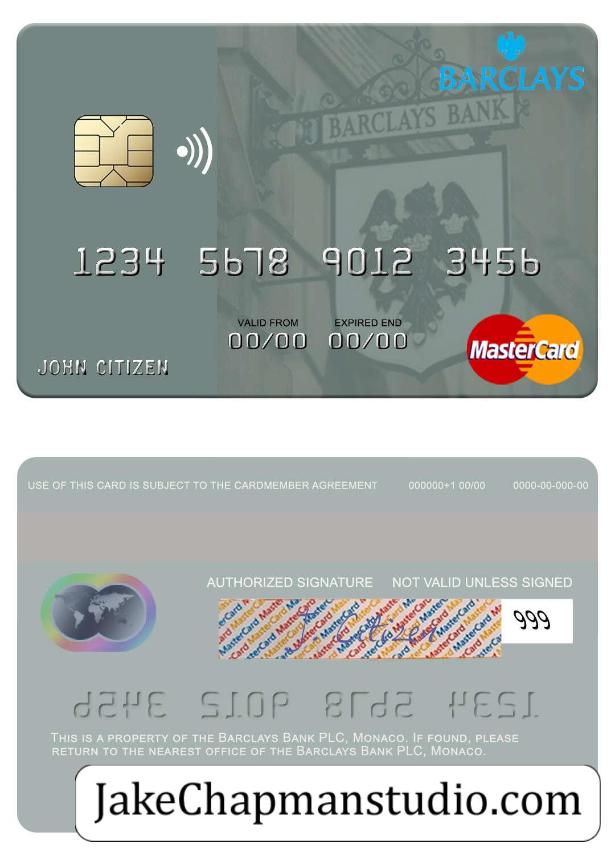 BARCLAYS
BARCLAYS BANK
1234 5678 9012 3456
VALID FROM EXPIRED END
00/00 00/00
JOHN CITIZEN
MasterCard
USE OF THIS CARD IS SUBJECT TO THE CARDMEMBER AGREEMENT 000000+1 00/00 0000-00-000-00
AUTHORIZED SIGNATURE NOT VALID UNLESS SIGNED
MasterCard
J Citizen
999
1234 5678 9012 3456
THIS IS A PROPERTY OF THE BARCLAYS BANK PLC, MONACO. IF FOUND, PLEASE
RETURN TO THE NEAREST OFFICE OF THE BARCLAYS BANK PLC, MONACO.
JakeChapmanstudio.com